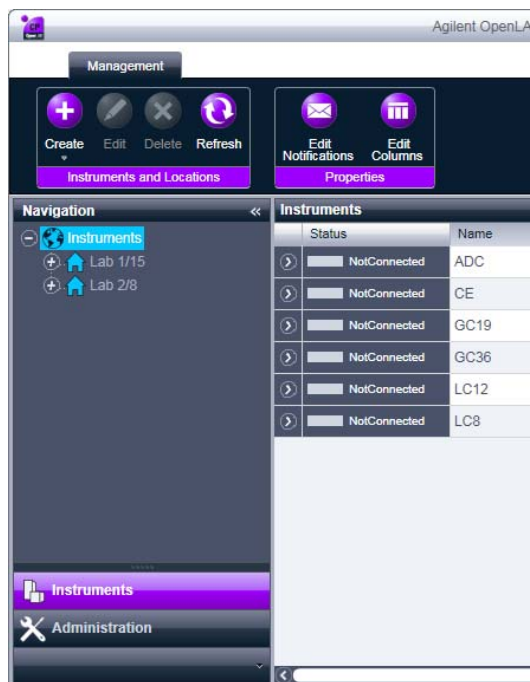 Agilent OpenLA
Management
Create Edit Delete Refresh
Instruments and Locations
Edit Notifications
Edit Columns
Properties
Navigation
Instruments
Lab 1/15
Lab 2/8
Instruments
Status Name
NotConnected ADC
NotConnected CE
NotConnected GC19
NotConnected GC36
NotConnected LC12
NotConnected LC8
Instruments
Administration